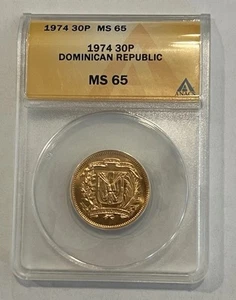 1974 30P MS 65
1974 30P
DOMINICAN REPUBLIC
MS 65